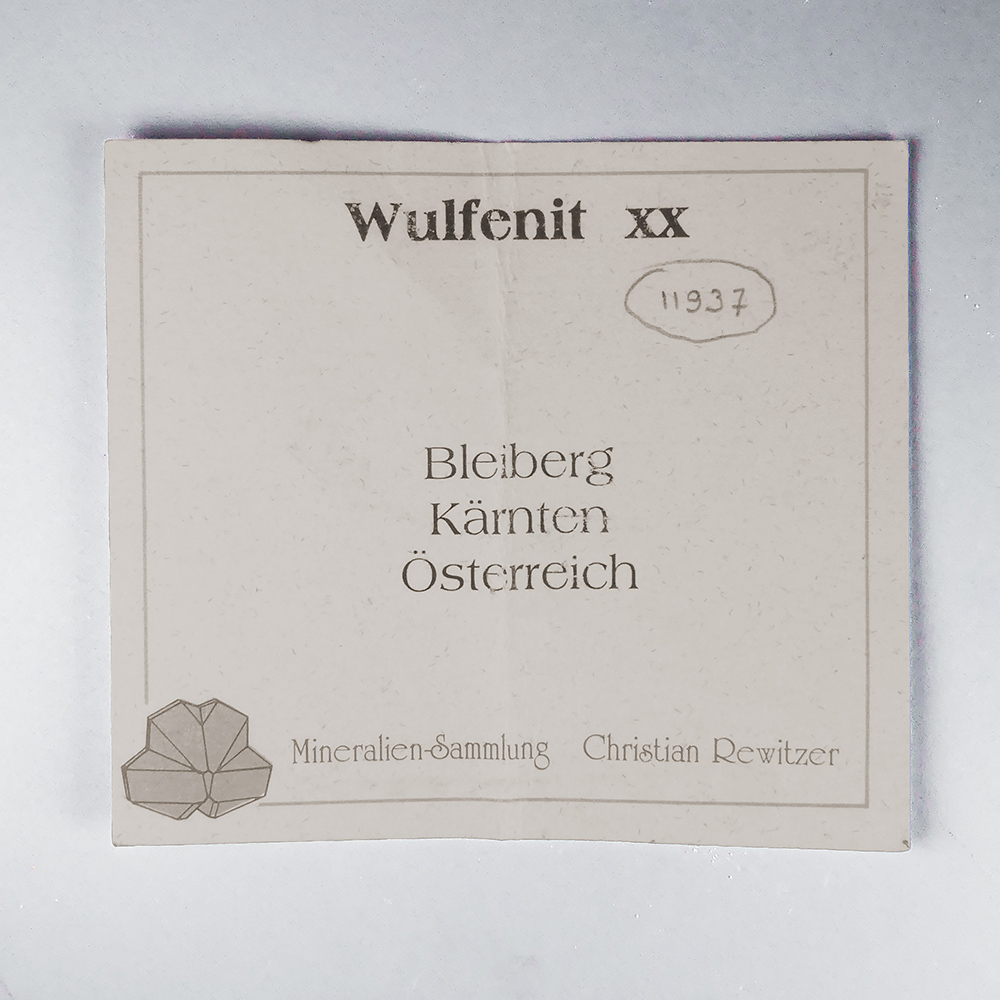 Wulfenit xx
11937
Bleiberg
Kärnten
Österreich
Mineralien-Sammlung Christian Rewitzer